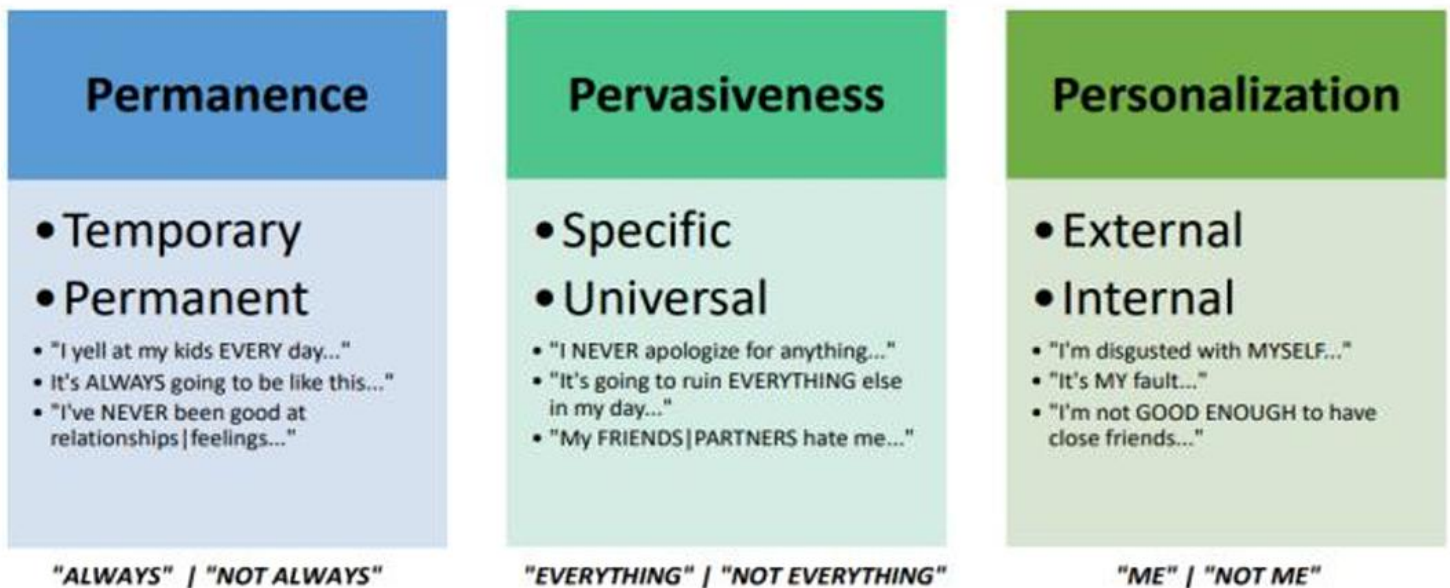 Permanence
• Temporary
• Permanent
• "I yell at my kids EVERY day..."
• It's ALWAYS going to be like this..."
• "I've NEVER been good at
relationships|feelings..."
"ALWAYS" | "NOT ALWAYS"
Pervasiveness
• Specific
• Universal
• "I NEVER apologize for anything..."
• "It's going to ruin EVERYTHING else
in my day..."
• "My FRIENDS|PARTNERS hate me..."
"EVERYTHING" | "NOT EVERYTHING"
Personalization
• External
• Internal
• "I'm disgusted with MYSELF..."
• "It's MY fault..."
• "I'm not GOOD ENOUGH to have
close friends..."
"ME" | "NOT ME"